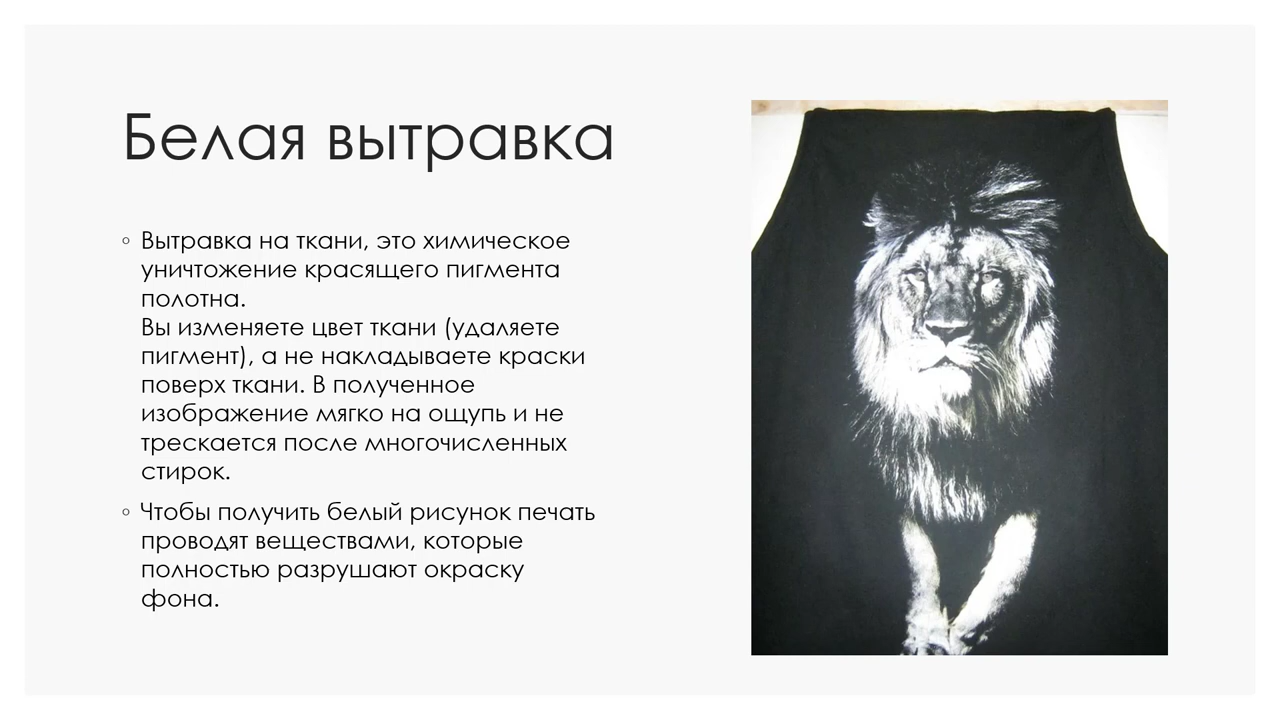 Белая вытравка
◦ Вытравка на ткани, это химическое
уничтожение красящего пигмента
полотна.
Вы изменяете цвет ткани (удаляете
пигмент), а не накладываете краски
поверх ткани. В полученное
изображение мягко на ощупь и не
трескается после многочисленных
стирок.
◦ Чтобы получить белый рисунок печать
проводят веществами, которые
полностью разрушают окраску
фона.